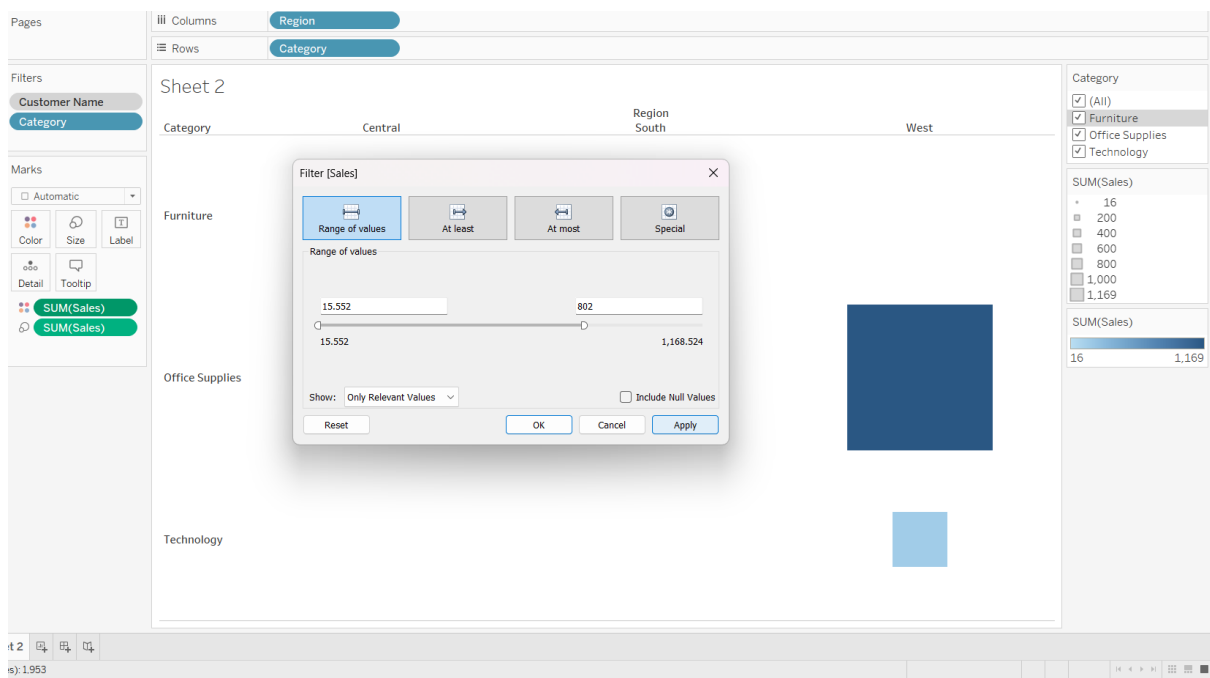 Pages
Columns
Region
Rows
Category
Filters
Customer Name
Category
Marks
Automatic
Color
Size
Label
Detail
Tooltip
SUM(Sales)
SUM(Sales)
Sheet 2
Region
Category
Central
South
West
Furniture
Office Supplies
Technology
Filter [Sales]
Range of values
At least
At most
Special
Range of values
15.552
802
15.552
1,168.524
Show:
Only Relevant Values
Include Null Values
Reset
OK
Cancel
Apply
Category
(All)
Furniture
Office Supplies
Technology
SUM(Sales)
16
200
400
600
800
1,000
1,169
SUM(Sales)
16
1,169
t 2
s): 1,953